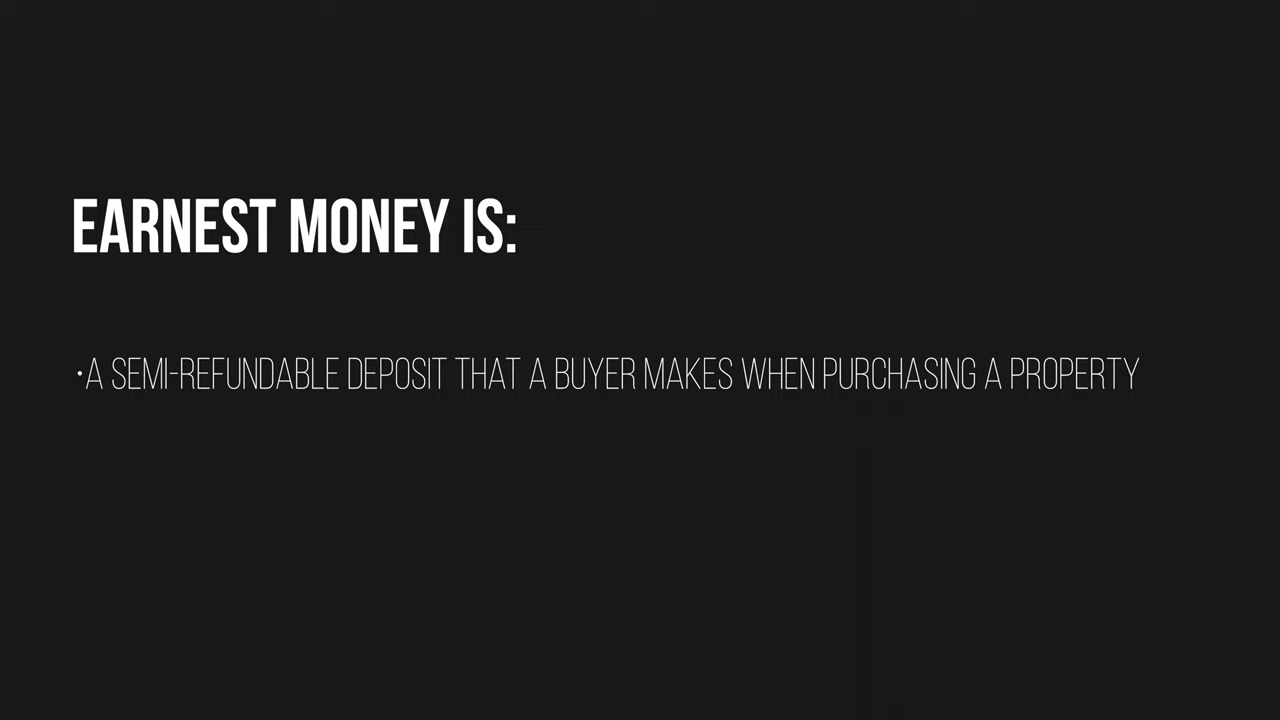 EARNEST MONEY IS:
•A SEMI-REFUNDABLE DEPOSIT THAT A BUYER MAKES WHEN PURCHASING A PROPERTY